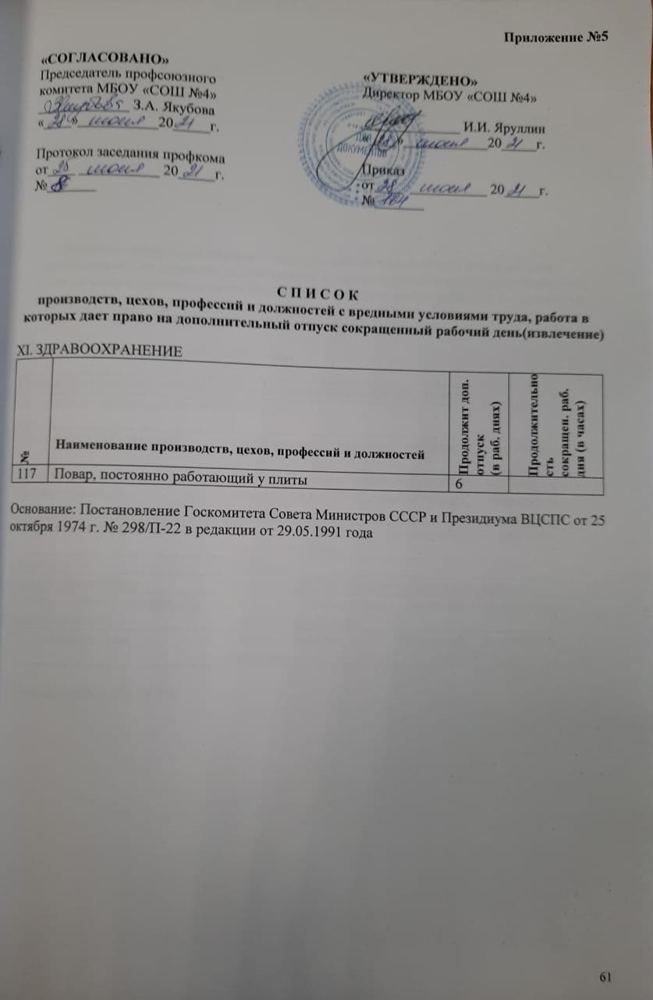 Приложение №5
«СОГЛАСОВАНО»
Председатель профсоюзного
комитета МБОУ «СОШ №4»
З.А. Якубова
«28» июня 2021 г.
Протокол заседания профкома
от 28 июня 2021 г.
№ 8
«УТВЕРЖДЕНО»
Директор МБОУ «СОШ №4»
И.И. Яруллин
«28» июня 2021 г.
Приказ
от 28 июня 2021 г.
№
ДЛЯ
ДОКУМЕНТОВ
С П И С О К
производств, цехов, профессий и должностей с вредными условиями труда, работа в
которых дает право на дополнительный отпуск сокращенный рабочий день(извлечение)
XI. ЗДРАВООХРАНЕНИЕ
№
Наименование производств, цехов, профессий и должностей
Продолжит доп.
отпуск
(в раб. днях)
Продолжительно
сть
сокращен. раб.
дня (в часах)
117 Повар, постоянно работающий у плиты 6
Основание: Постановление Госкомитета Совета Министров СССР и Президиума ВЦСПС от 25
октября 1974 г. № 298/П-22 в редакции от 29.05.1991 года
61